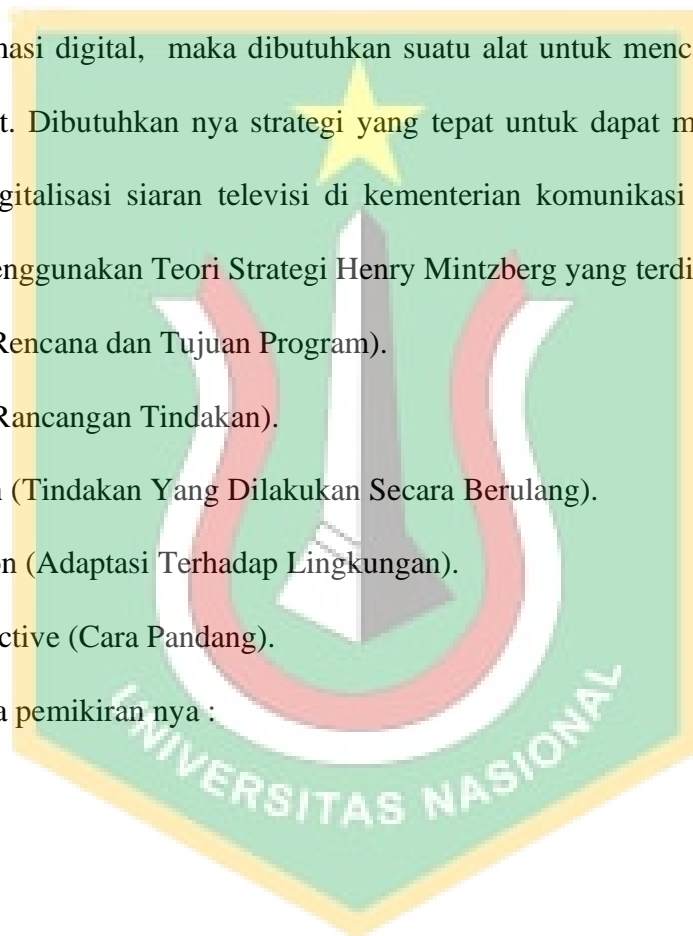 nasi digital, maka dibutuhkan suatu alat untuk menc
t. Dibutuhkan nya strategi yang tepat untuk dapat m
gitalisasi siaran televisi di kementerian komunikasi
enggunakan Teori Strategi Henry Mintzberg yang terdi
Rencana dan Tujuan Program).
Rancangan Tindakan).
n (Tindakan Yang Dilakukan Secara Berulang).
on (Adaptasi Terhadap Lingkungan).
ctive (Cara Pandang).
a pemikiran nya :
UNIVERSITAS NASIONAL